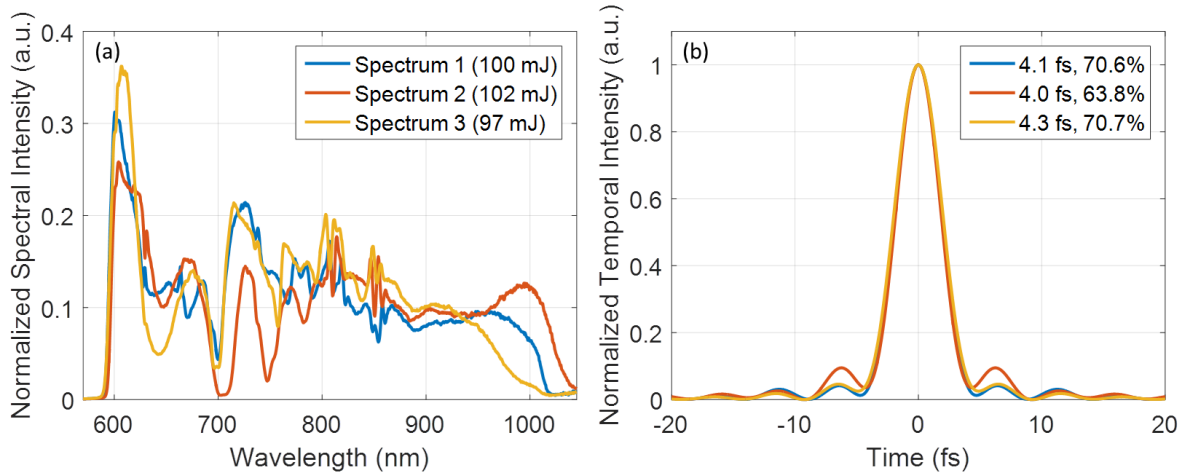 (a)
Spectrum 1 (100 mJ)
Spectrum 2 (102 mJ)
Spectrum 3 (97 mJ)
Normalized Spectral Intensity (a.u.)
0.4
0.3
0.2
0.1
0
600 700 800 900 1000
Wavelength (nm)
(b)
4.1 fs, 70.6%
4.0 fs, 63.8%
4.3 fs, 70.7%
Normalized Temporal Intensity (a.u.)
1
0.8
0.6
0.4
0.2
0
-20 -10 0 10 20
Time (fs)